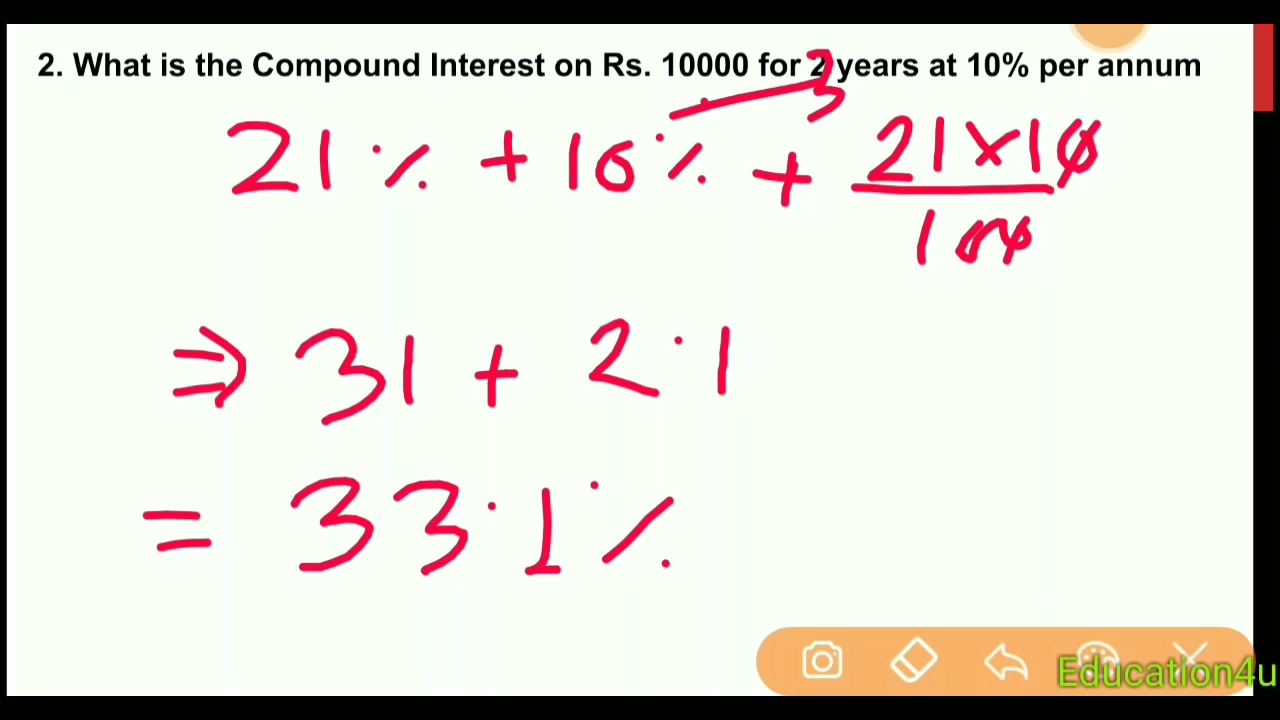 2. What is the Compound Interest on Rs. 10000 for 2 years at 10% per annum
3
21% + 10% + 21×10/100
⇒ 31 + 2.1
= 33.1%
Education4u